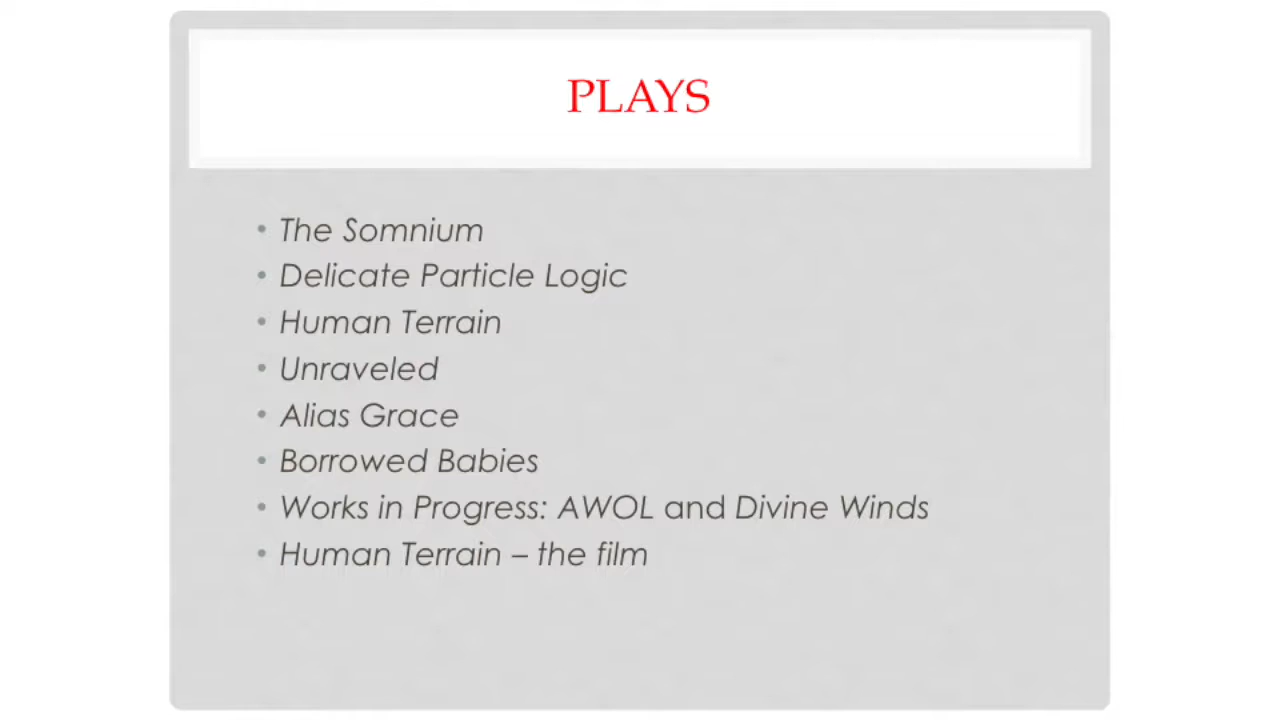 PLAYS
• The Somnium
• Delicate Particle Logic
• Human Terrain
• Unraveled
• Alias Grace
• Borrowed Babies
• Works in Progress: AWOL and Divine Winds
• Human Terrain – the film